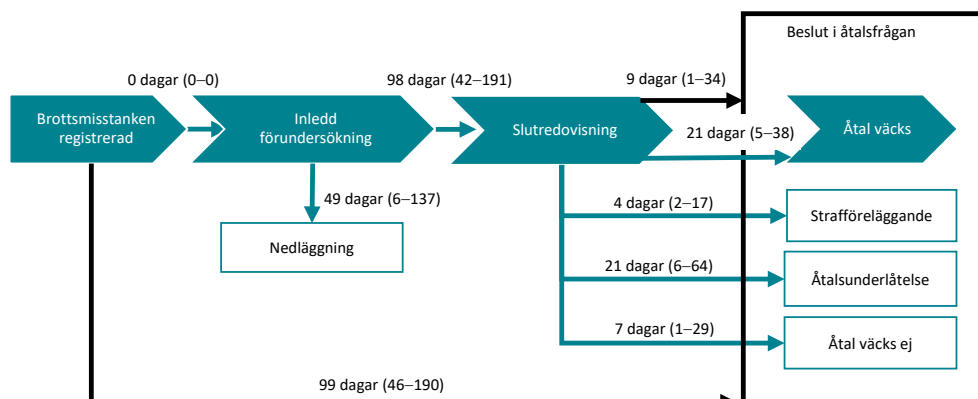 Beslut i åtalsfrågan
0 dagar (0–0)
98 dagar (42–191)
9 dagar (1–34)
Brottsmisstanken
registrerad
Inledd
förundersökning
Slutredovisning
21 dagar (5–38)
Åtal väcks
49 dagar (6–137)
Nedläggning
4 dagar (2–17)
Strafföreläggande
21 dagar (6–64)
Åtalsunderlåtelse
7 dagar (1–29)
Åtal väcks ej
99 dagar (46–190)